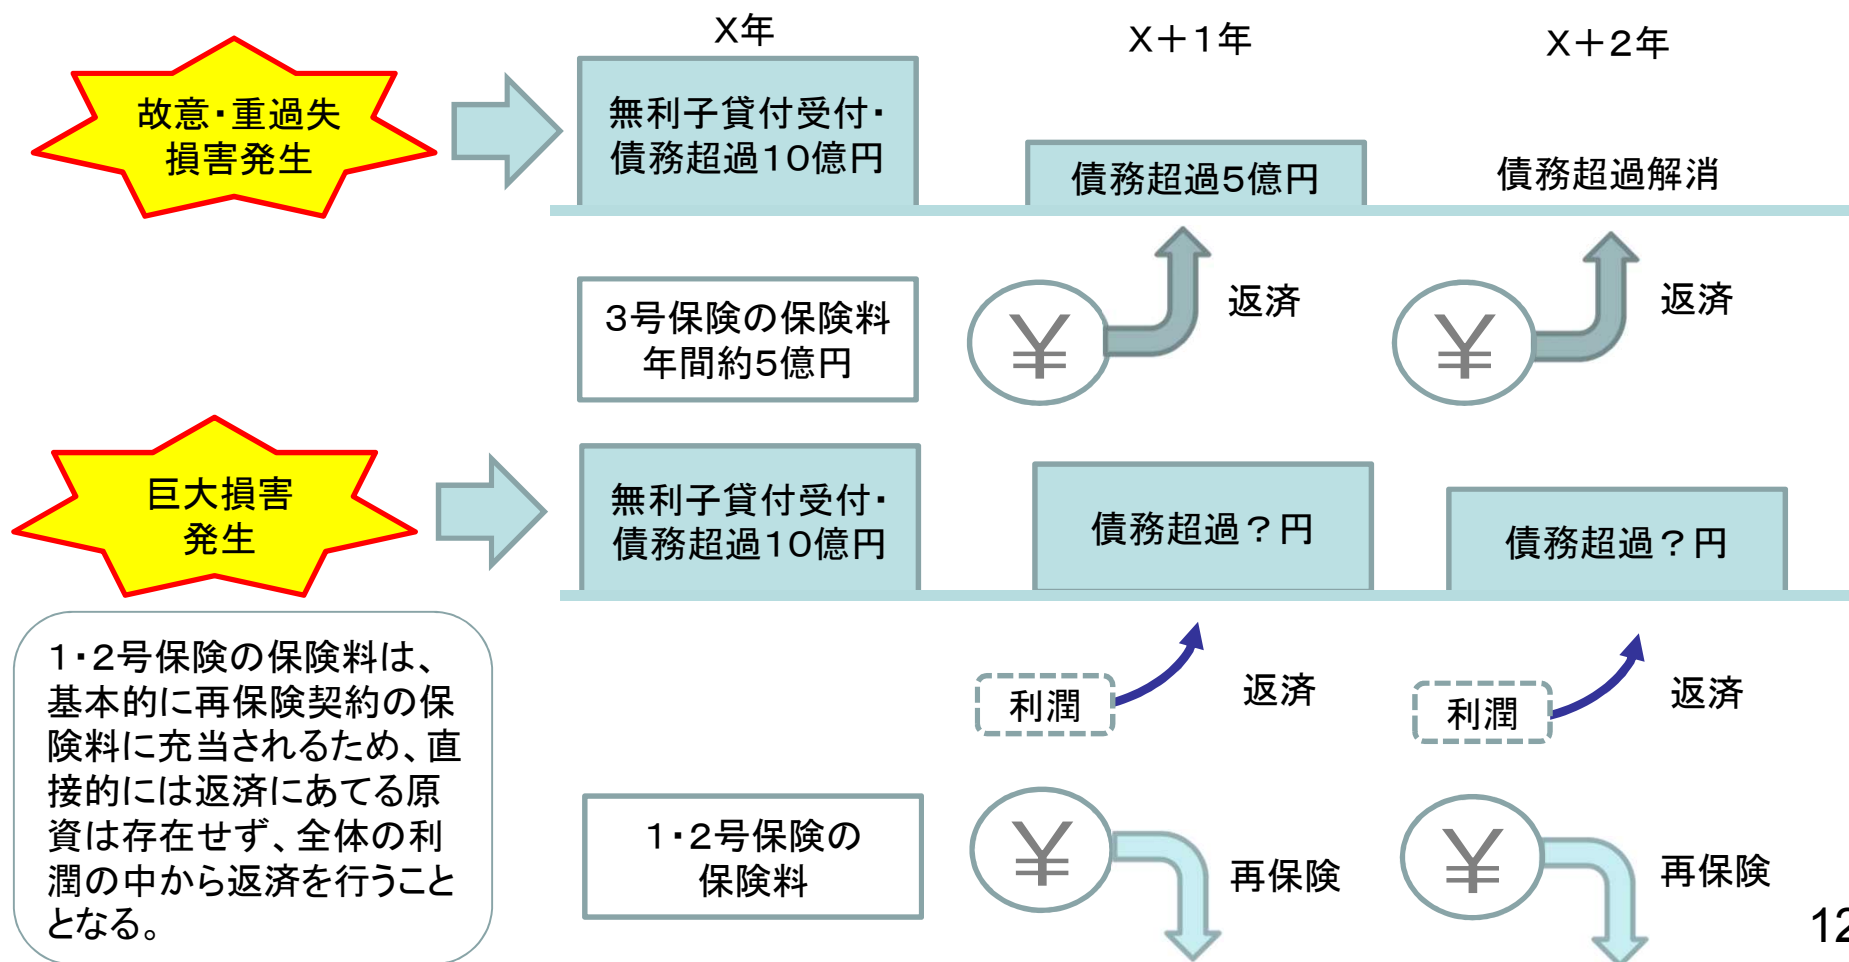 X年
X+1年
X+2年
故意・重過失
損害発生
無利子貸付受付・
債務超過10億円
債務超過5億円
債務超過解消
3号保険の保険料
年間約5億円
¥
返済
¥
返済
巨大損害
発生
無利子貸付受付・
債務超過10億円
債務超過?円
債務超過?円
1・2号保険の保険料は、
基本的に再保険契約の保
険料に充当されるため、直
接的には返済にあてる原
資は存在せず、全体の利
潤の中から返済を行うこと
となる。
利潤
返済
利潤
返済
1・2号保険の
保険料
¥
再保険
¥
再保険
12